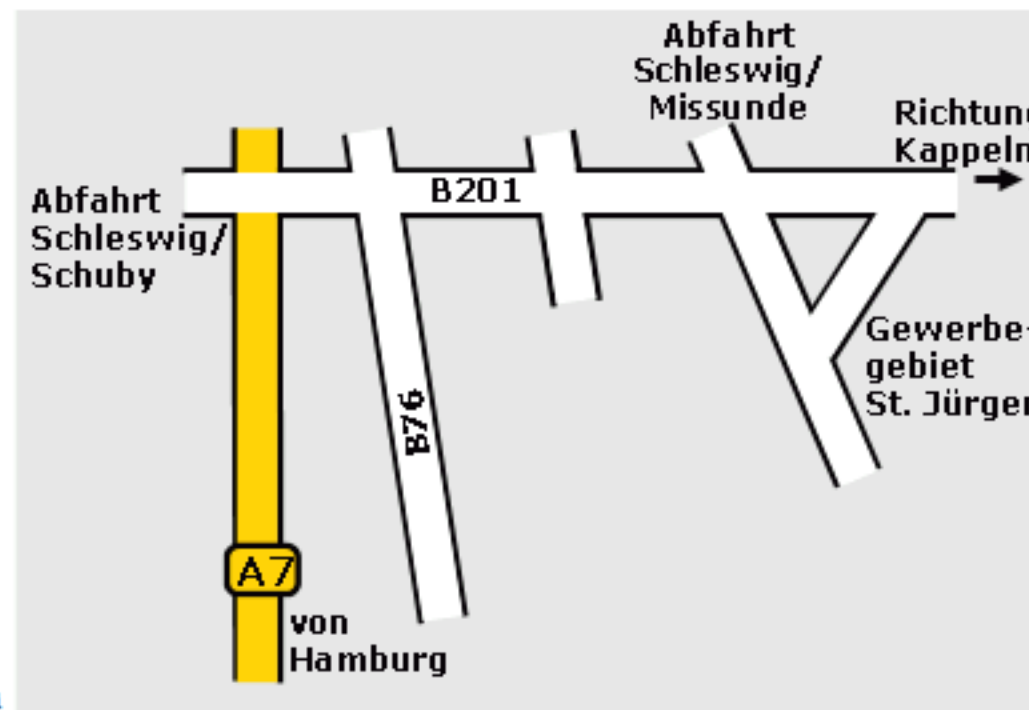 Abfahrt
Schleswig/
Missunde
Richtung
Kappeln
B201
Abfahrt
Schleswig/
Schuby
Gewerbe-
gebiet
St. Jürgen
B76
A7
von
Hamburg